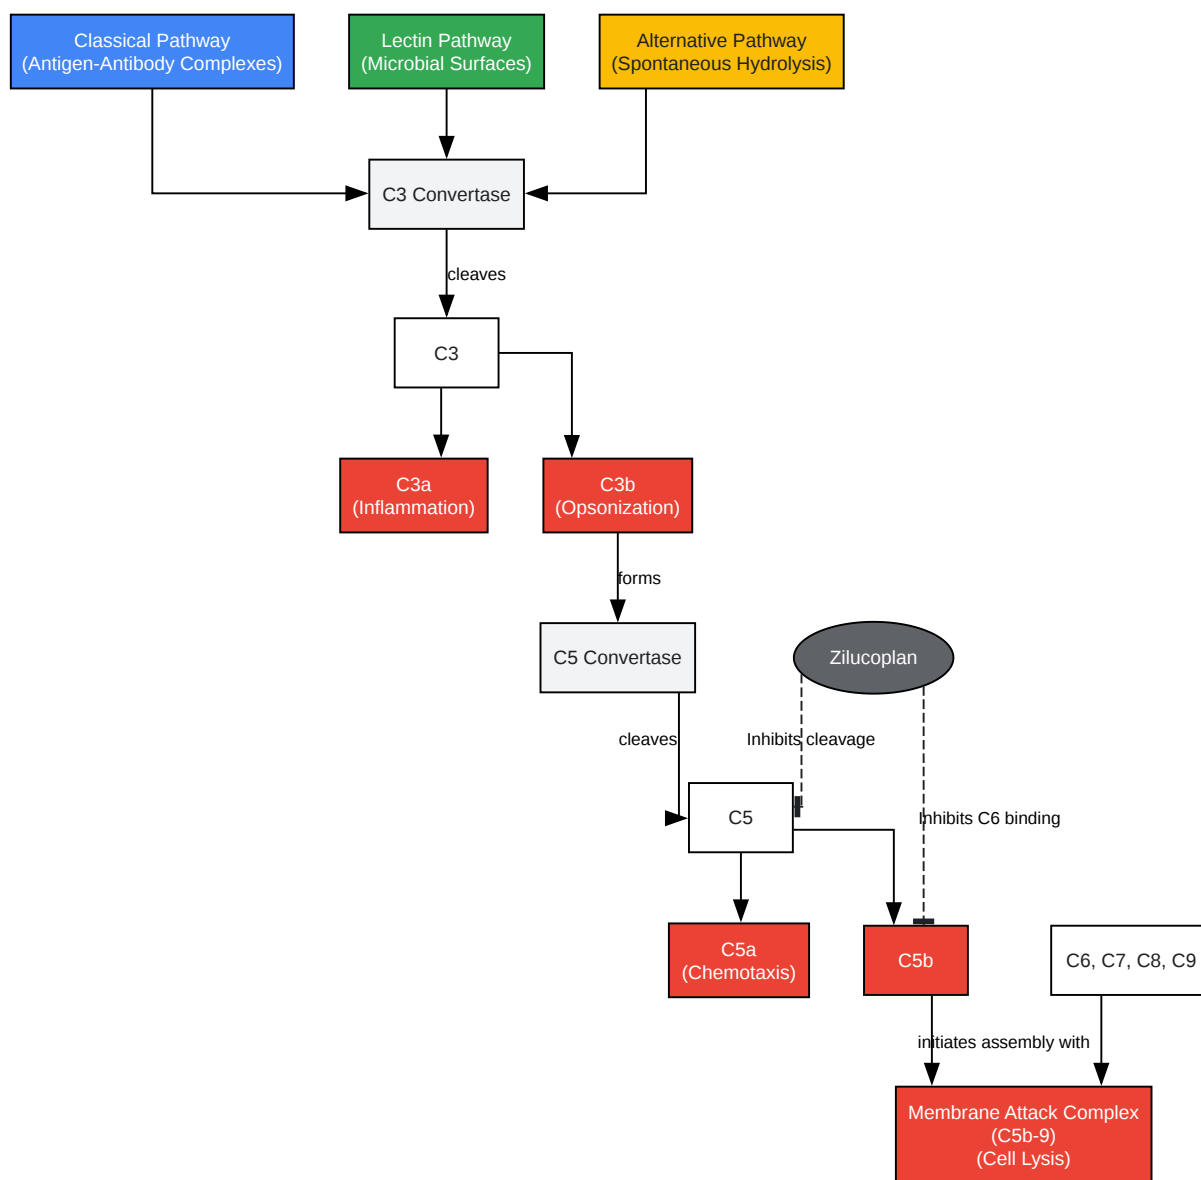 Classical Pathway
(Antigen-Antibody Complexes)
Lectin Pathway
(Microbial Surfaces)
Alternative Pathway
(Spontaneous Hydrolysis)
C3 Convertase
cleaves
C3
C3a
(Inflammation)
C3b
(Opsonization)
forms
C5 Convertase
Zilucoplan
cleaves
Inhibits cleavage
C5
Inhibits C6 binding
C5a
(Chemotaxis)
C5b
C6, C7, C8, C9
initiates assembly with
Membrane Attack Complex
(C5b-9)
(Cell Lysis)